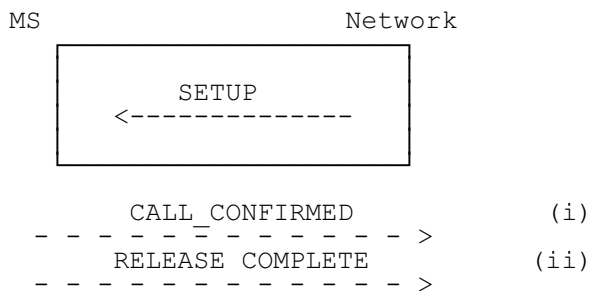 MS Network
SETUP
<--------------
CALL_CONFIRMED (i)
- - - - - - - - - - - - >
RELEASE COMPLETE (ii)
- - - - - - - - - - - - >